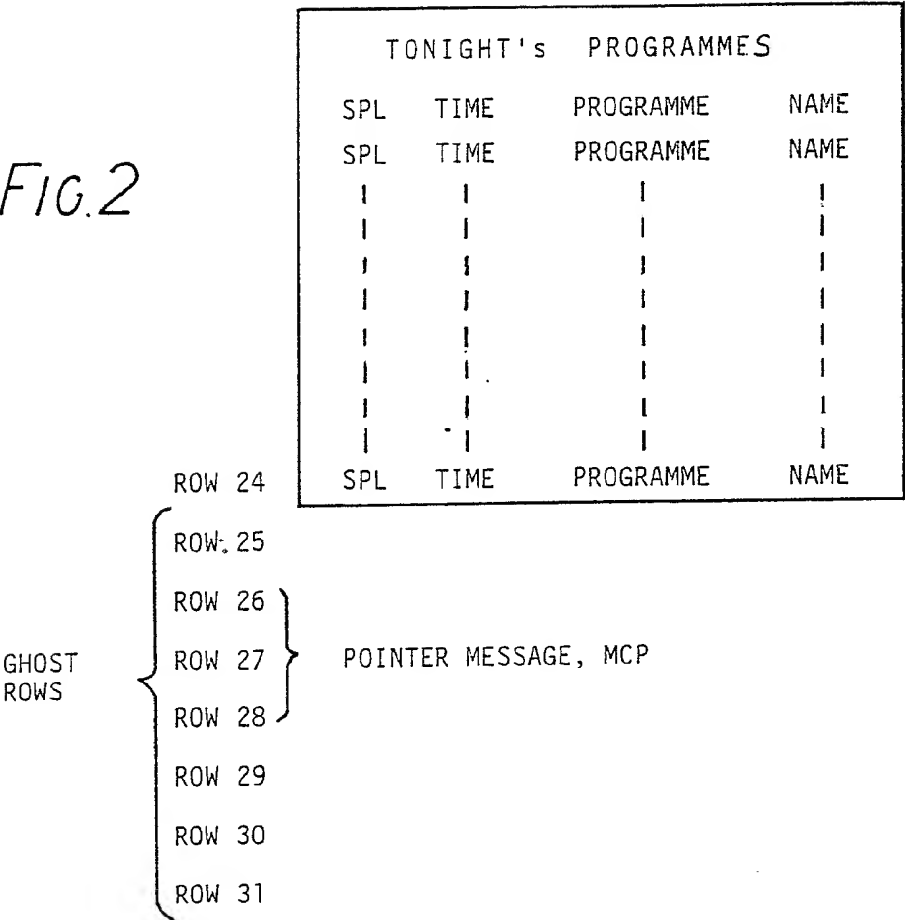 TONIGHT's PROGRAMMES
SPL TIME PROGRAMME NAME
SPL TIME PROGRAMME NAME
FIG. 2
ROW 24 SPL TIME PROGRAMME NAME
ROW 25
ROW 26
GHOST ROWS
ROW 27 POINTER MESSAGE, MCP
ROW 28
ROW 29
ROW 30
ROW 31